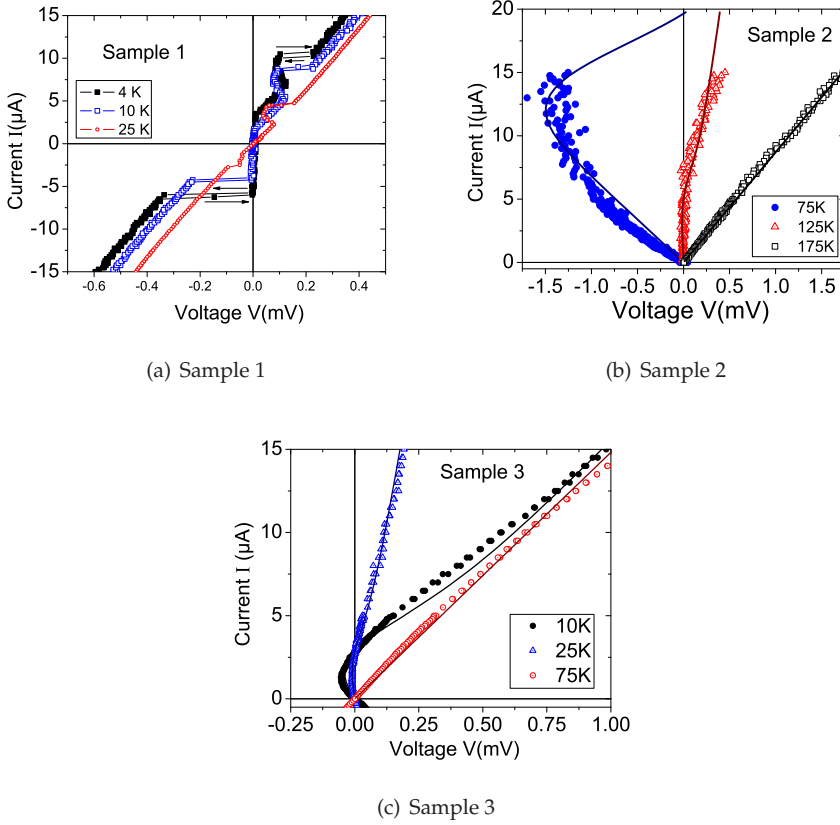 Sample 1
4 K
10 K
25 K
Current I(μA)
15
10
5
0
-5
-10
-15
-0.6 -0.4 -0.2 0.0 0.2 0.4
Voltage V(mV)
(a) Sample 1
Sample 2
Current I(μA)
20
15
10
5
0
75K
125K
175K
-1.5 -1.0 -0.5 0.0 0.5 1.0 1.5
Voltage V(mV)
(b) Sample 2
Sample 3
Current I (μA)
15
10
5
0
10K
25K
75K
-0.25 0.00 0.25 0.50 0.75 1.00
Voltage V(mV)
(c) Sample 3